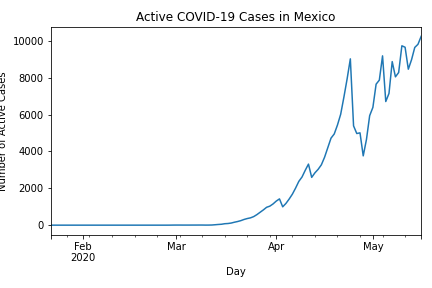 Active COVID-19 Cases in Mexico
Number of Active Cases
10000
8000
6000
4000
2000
0
Feb
2020
Mar
Apr
May
Day